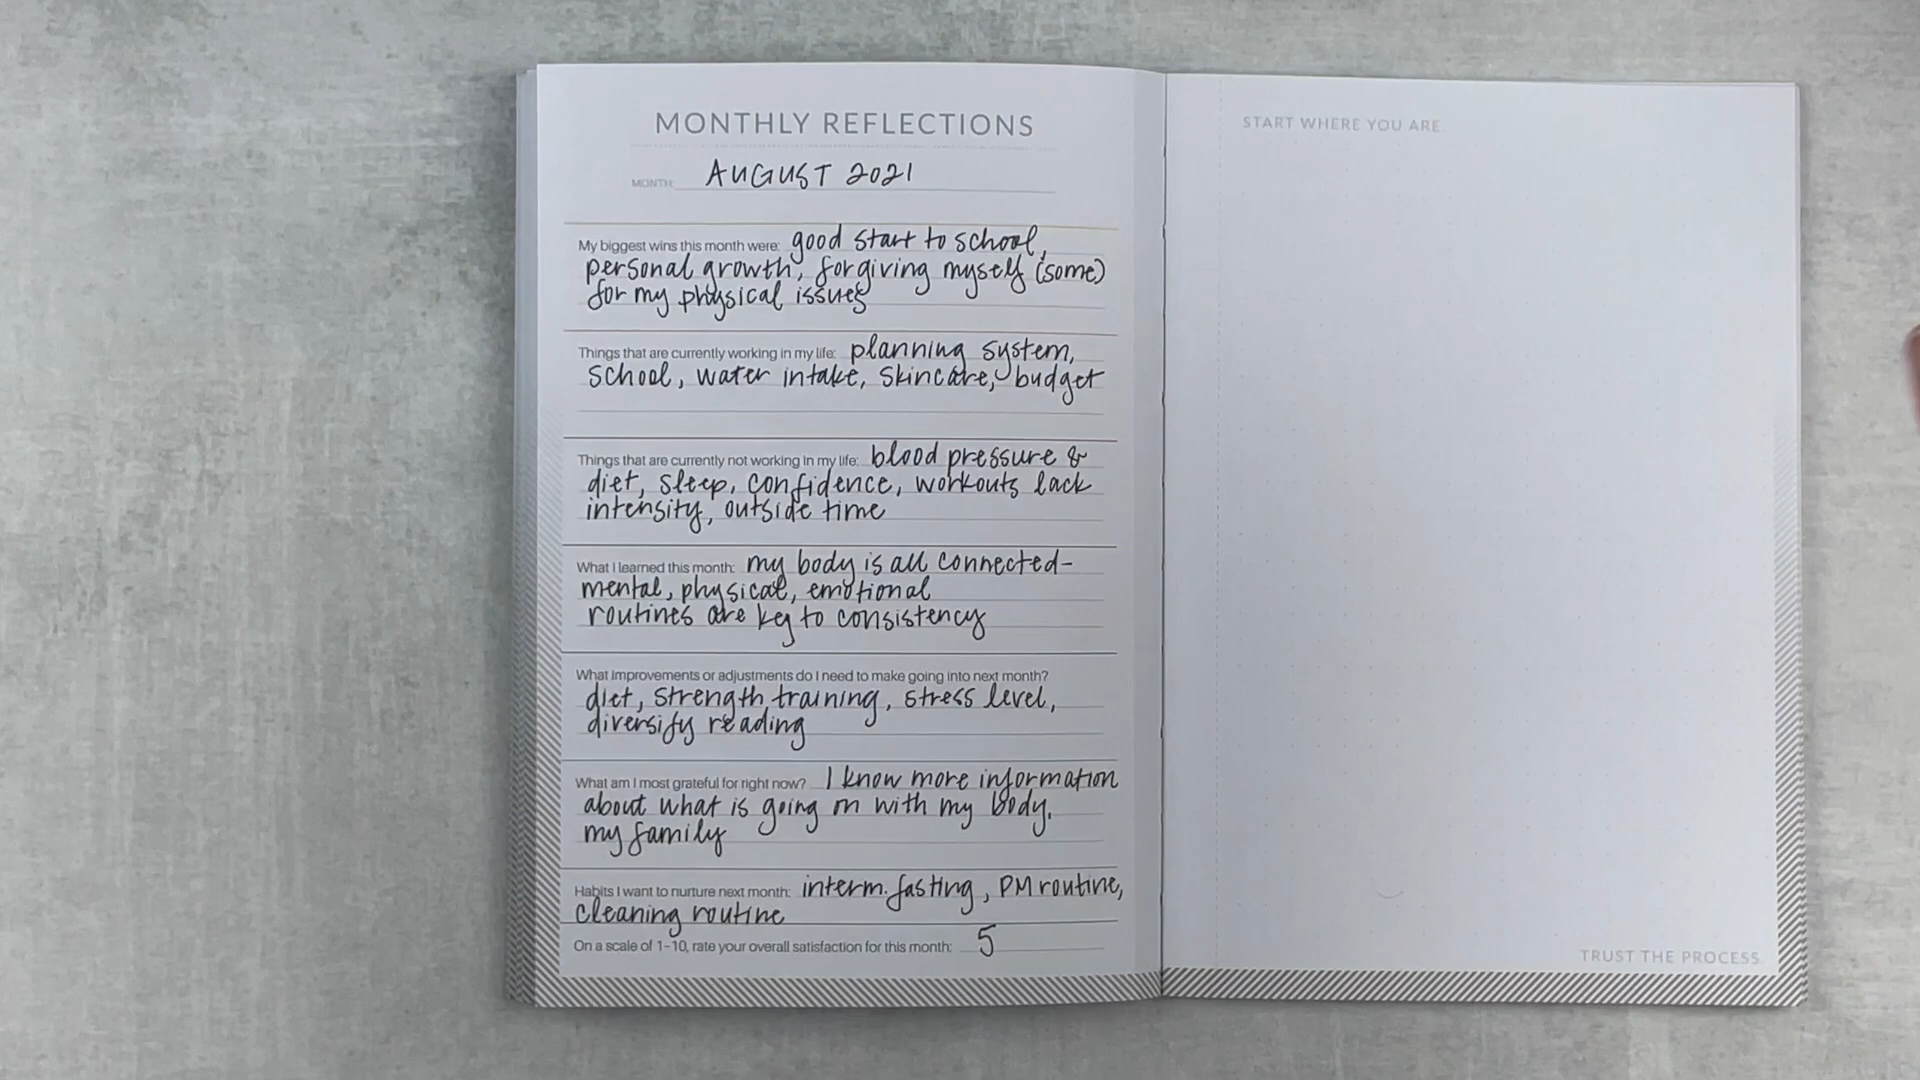 MONTHLY REFLECTIONS
MONTH: AUGUST 2021
My biggest wins this month were: good start to school,
personal growth, forgiving myself (some)
for my physical issues
Things that are currently working in my life: planning system,
school, water intake, skincare, budget
Things that are currently not working in my life: blood pressure &
diet, sleep, confidence, workouts lack
intensity, outside time
What I learned this month: my body is all connected-
mental, physical, emotional
routines are key to consistency
What improvements or adjustments do I need to make going into next month?
diet, strength training, stress level,
diversify reading
What am I most grateful for right now? I know more information
about what is going on with my body.
my family
Habits I want to nurture next month: interm. fasting, PM routine,
cleaning routine
On a scale of 1-10, rate your overall satisfaction for this month: 5
START WHERE YOU ARE
TRUST THE PROCESS